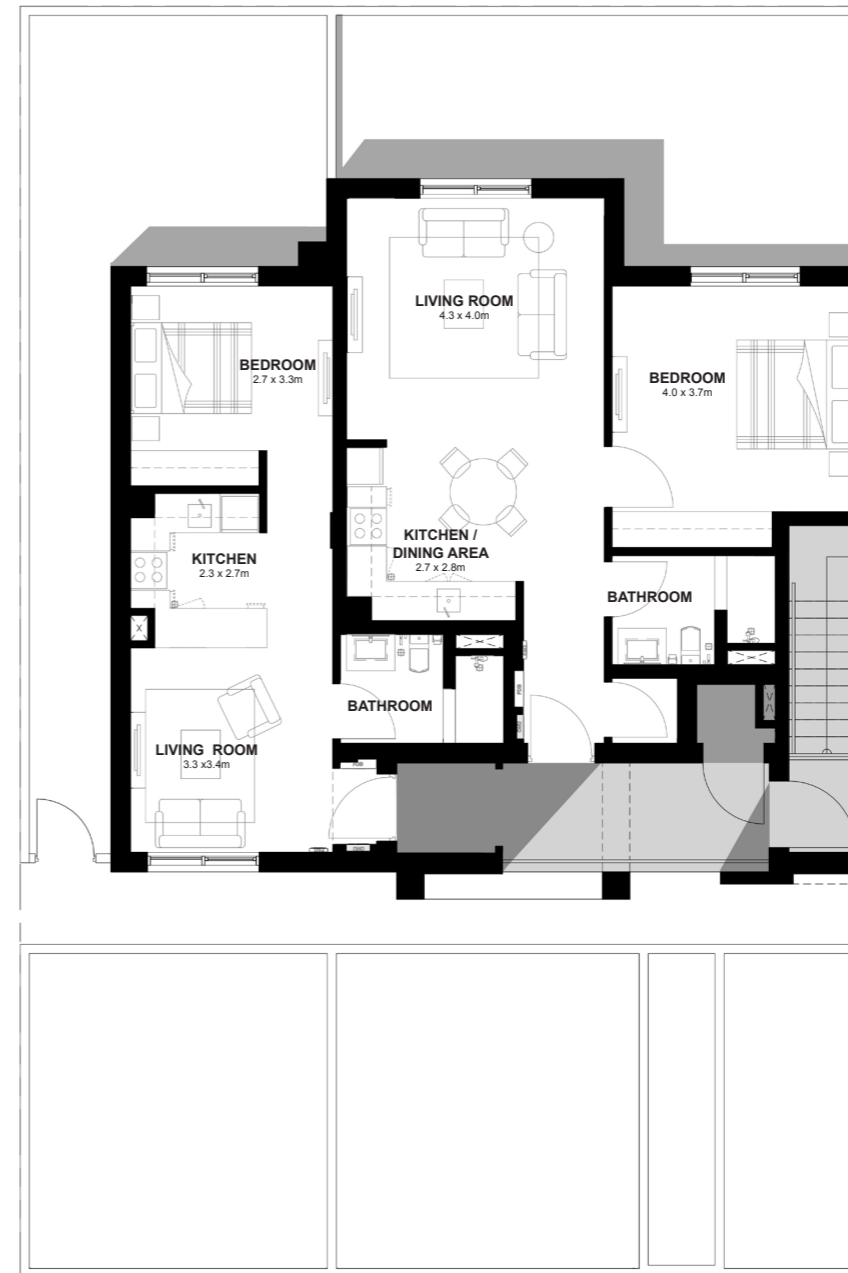 LIVING ROOM
4.3 x 4.0m
BEDROOM
2.7 x 3.3m
BEDROOM
4.0 x 3.7m
KITCHEN /
DINING AREA
2.7 x 2.8m
KITCHEN
2.3 x 2.7m
BATHROOM
BATHROOM
LIVING ROOM
3.3 x3.4m